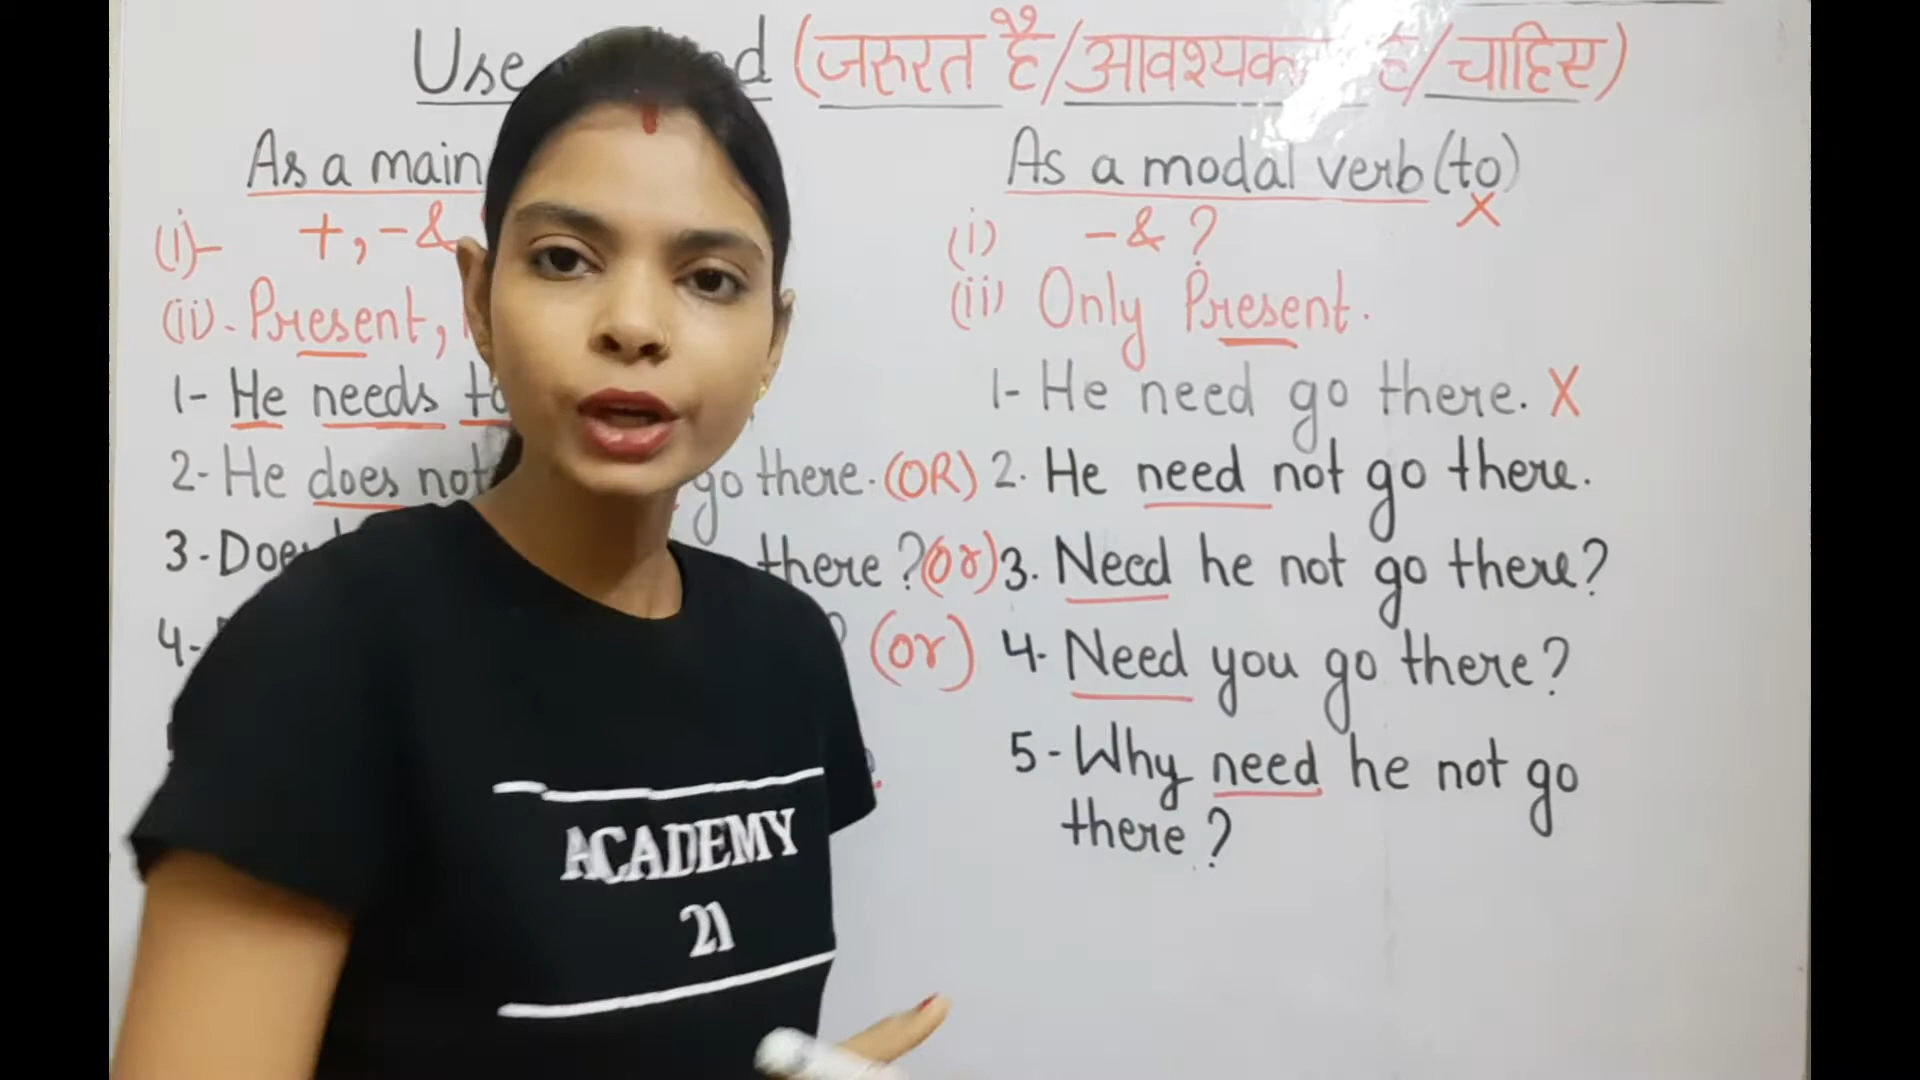 Use (जरुरत है/आवश्यक है/चाहिए)
As a main
(i)- +, - &
(ii). Present,
1- He needs to
2- He does not go there. (OR)
3- there ? (or)
4- ? (or)
As a modal verb (to) X
(i) - & ?
(ii) Only Present.
1- He need go there. X
2. He need not go there.
3. Need he not go there?
4- Need you go there?
5- Why need he not go
there ?
ACADEMY
21